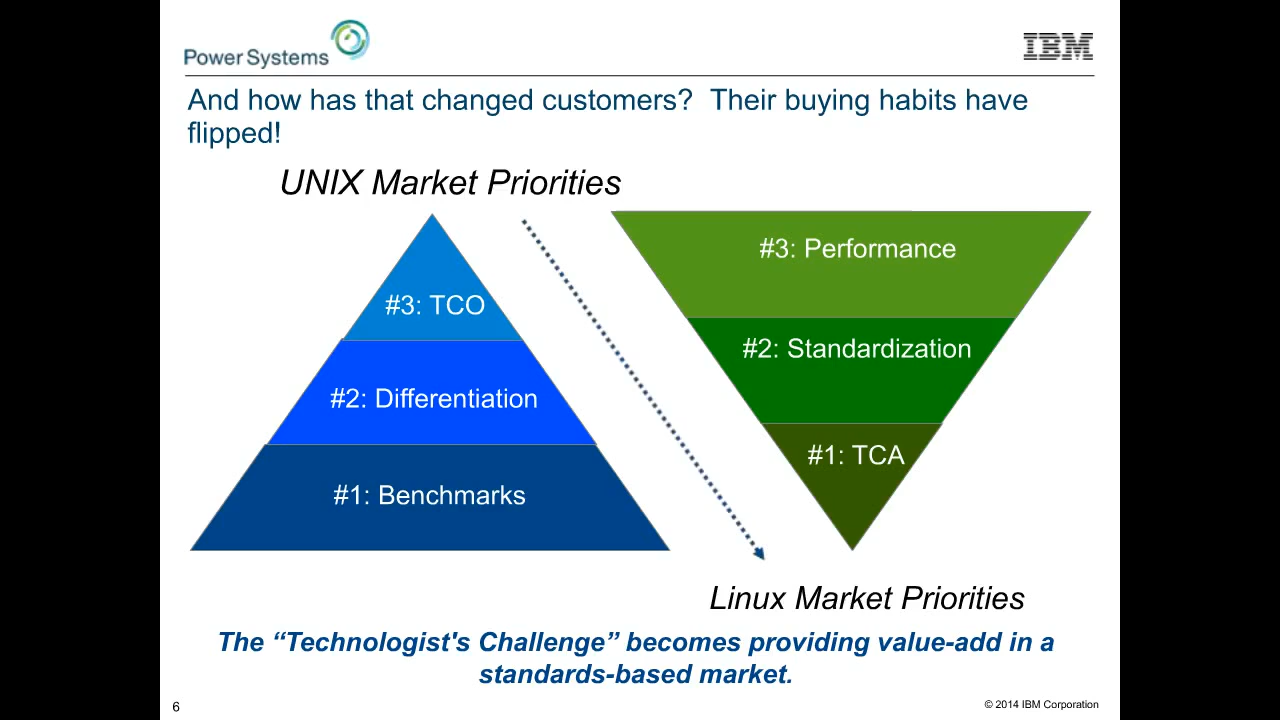 Power Systems
IBM
And how has that changed customers?  Their buying habits have
flipped!
UNIX Market Priorities
#3: TCO
#2: Differentiation
#1: Benchmarks
#3: Performance
#2: Standardization
#1: TCA
Linux Market Priorities
The “Technologist's Challenge” becomes providing value-add in a
standards-based market.
6
© 2014 IBM Corporation